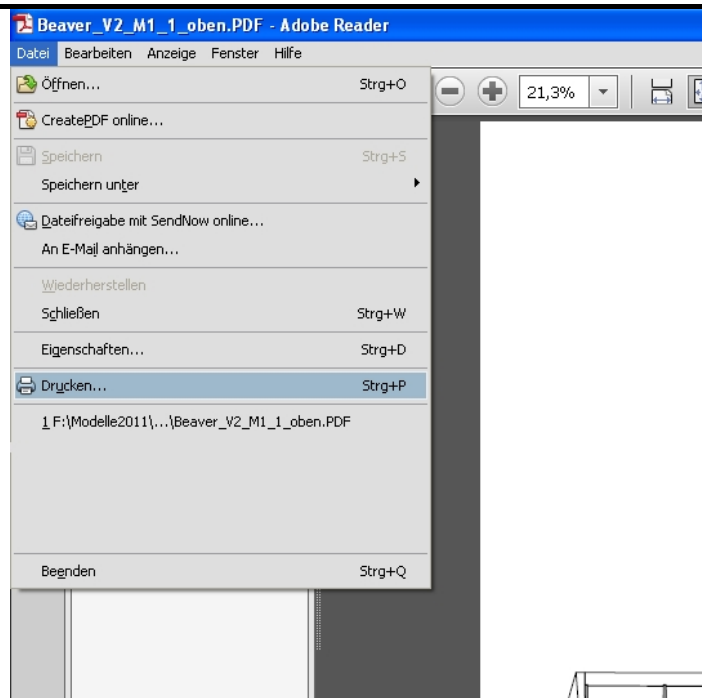 Beaver_V2_M1_1_oben.PDF - Adobe Reader
Datei Bearbeiten Anzeige Fenster Hilfe
Öffnen... Strg+O
21,3%
CreatePDF online...
Speichern Strg+S
Speichern unter
Dateifreigabe mit SendNow online...
An E-Mail anhängen...
Wiederherstellen
Schließen Strg+W
Eigenschaften... Strg+D
Drucken... Strg+P
1 F:\Modelle2011\...\Beaver_V2_M1_1_oben.PDF
Beenden Strg+Q